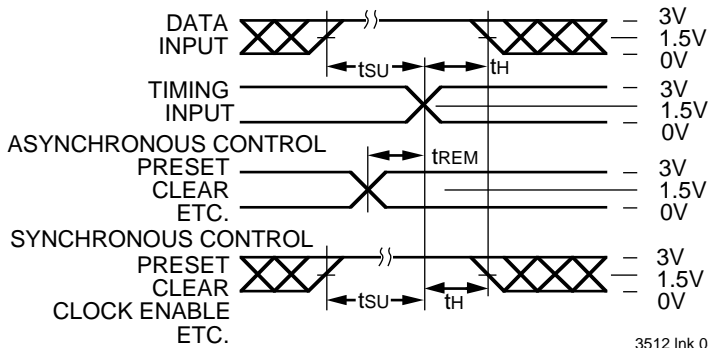 DATA
INPUT
3V
1.5V
0V
tSU
tH
TIMING
INPUT
3V
1.5V
0V
ASYNCHRONOUS CONTROL
PRESET
CLEAR
ETC.
tREM
3V
1.5V
0V
SYNCHRONOUS CONTROL
PRESET
CLEAR
CLOCK ENABLE
ETC.
3V
1.5V
0V
tSU
tH
3512 lnk 0